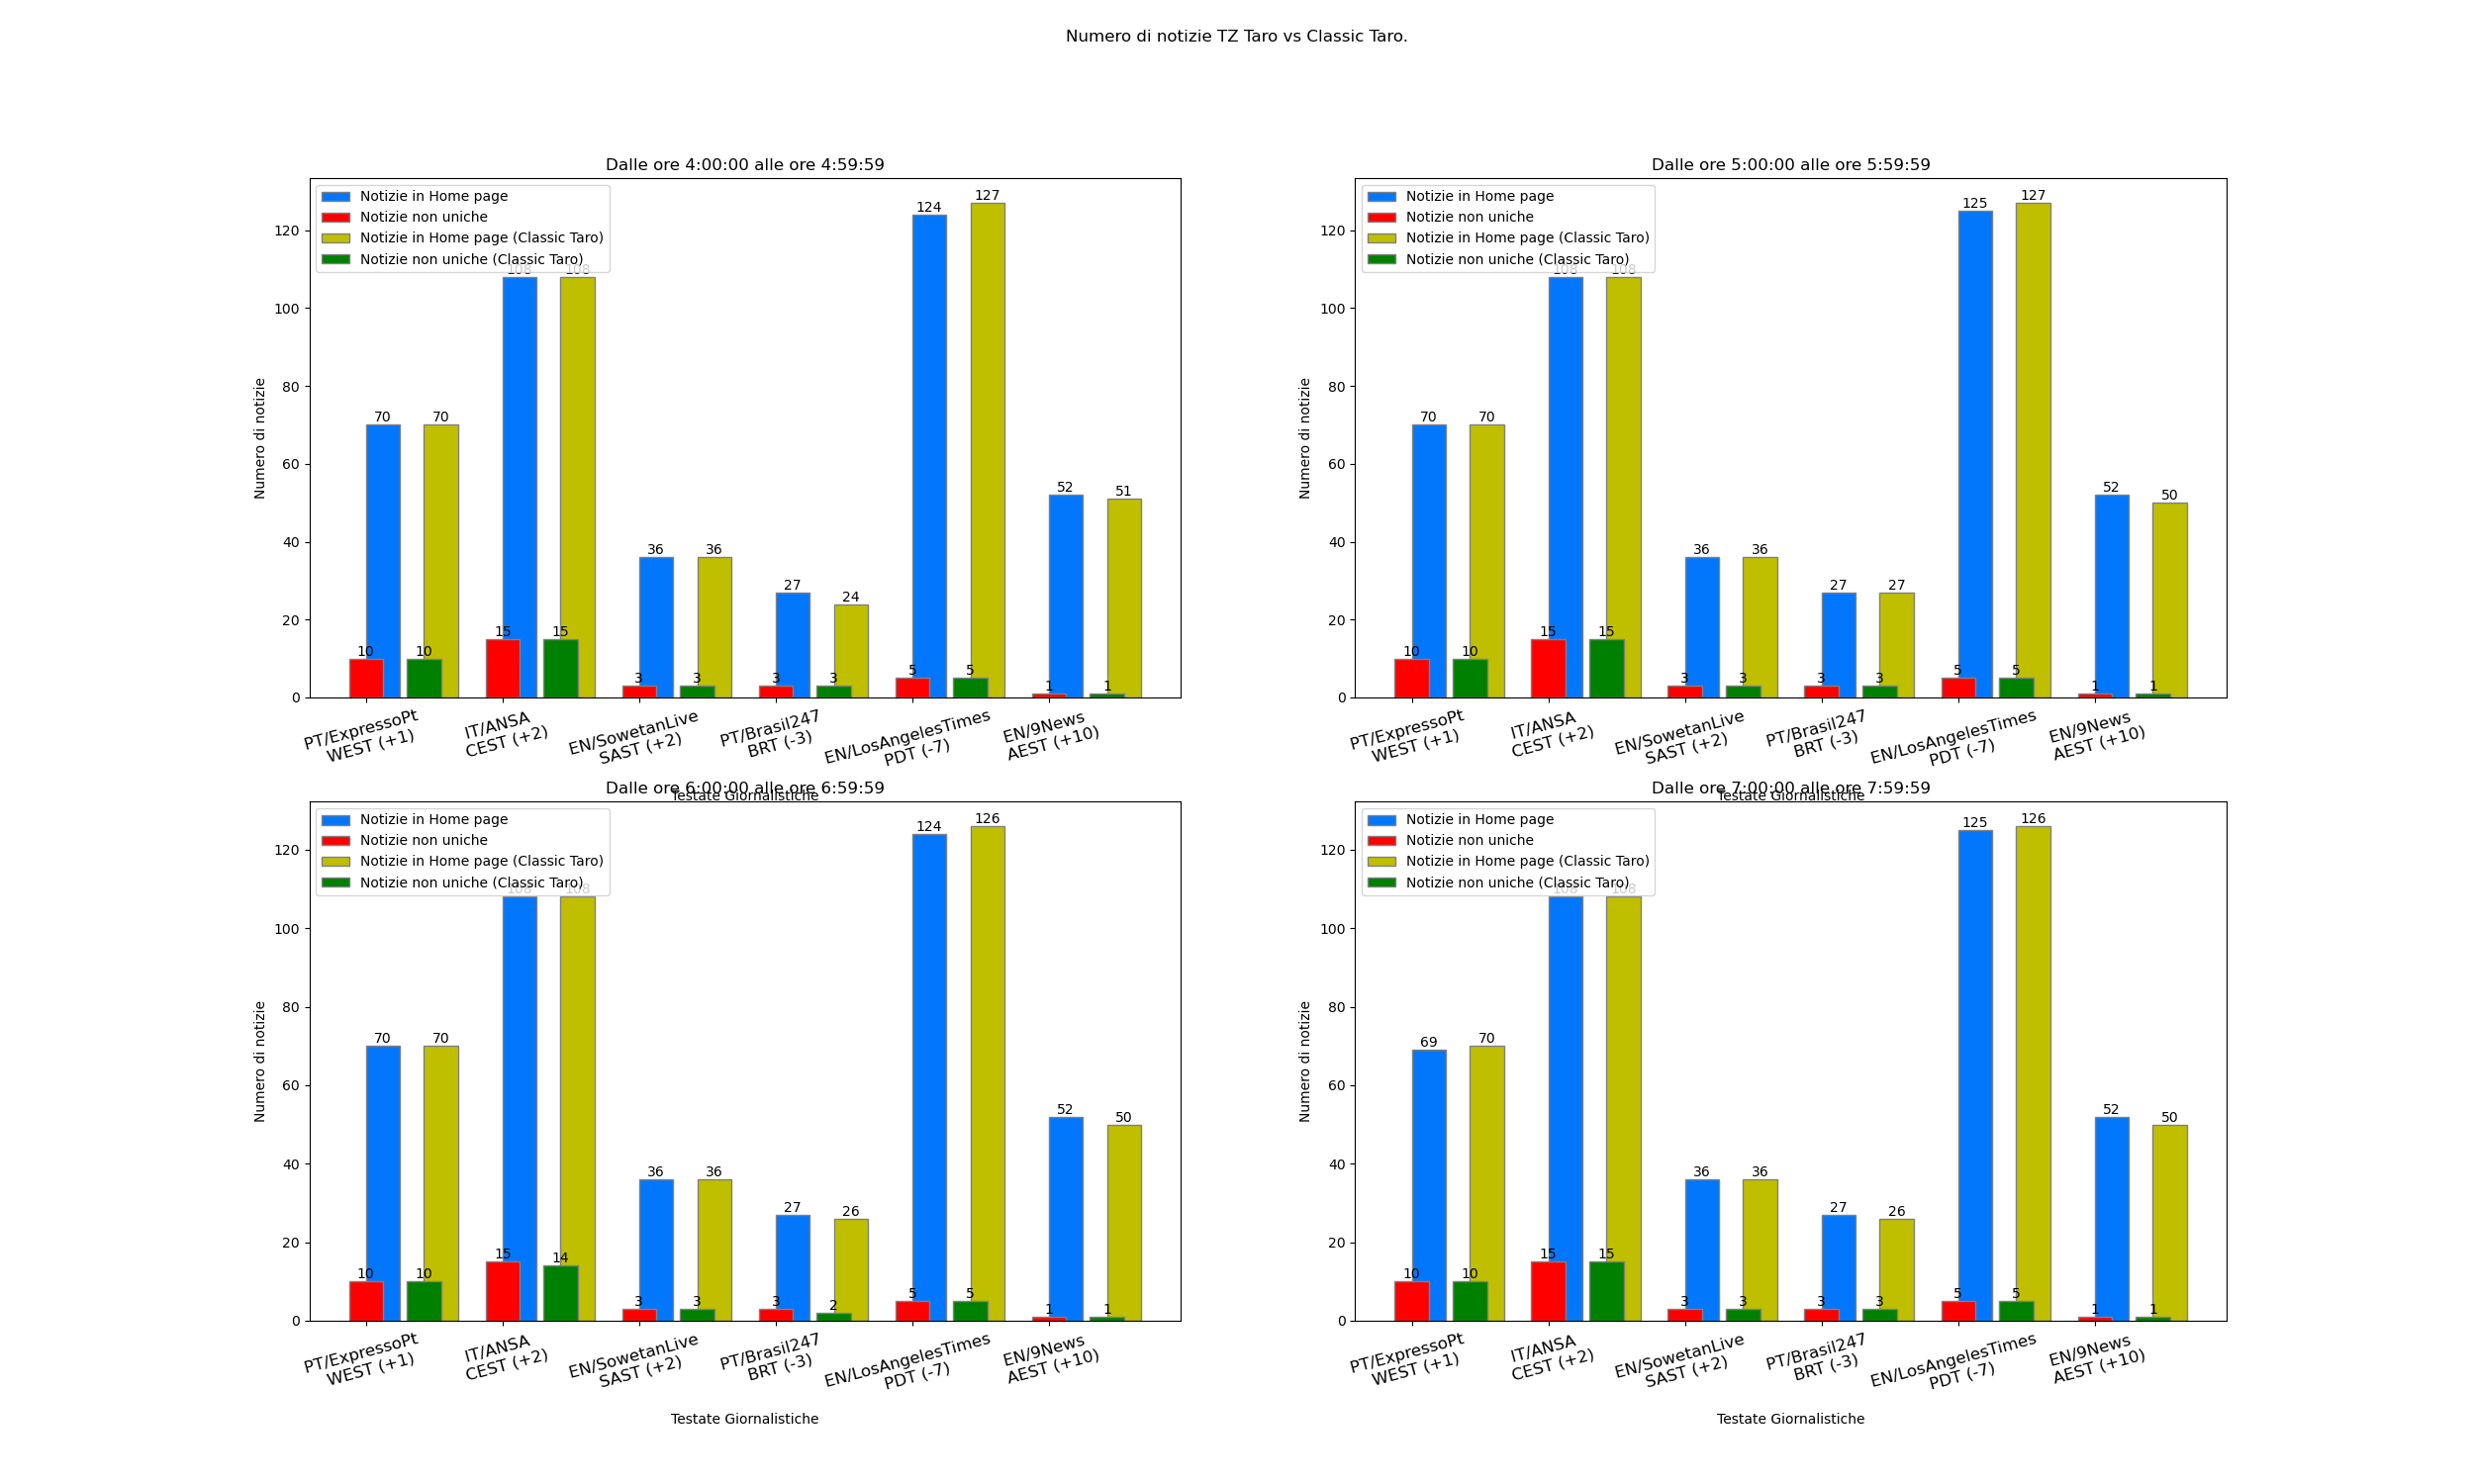 Numero di notizie TZ Taro vs Classic Taro.
Dalle ore 4:00:00 alle ore 4:59:59
Notizie in Home page
Notizie non uniche
Notizie in Home page (Classic Taro)
Notizie non uniche (Classic Taro)
Numero di notizie
120
100
80
60
40
20
0
70 70 108 108 36 36 27 24 124 127 52 51
10 10 15 15 3 3 3 3 5 5 1 1
PT/ExpressoPt
WEST (+1)
IT/ANSA
CEST (+2)
EN/SowetanLive
SAST (+2)
PT/Brasil247
BRT (-3)
EN/LosAngelesTimes
PDT (-7)
EN/9News
AEST (+10)
Testate Giornalistiche
Dalle ore 5:00:00 alle ore 5:59:59
Notizie in Home page
Notizie non uniche
Notizie in Home page (Classic Taro)
Notizie non uniche (Classic Taro)
Numero di notizie
120
100
80
60
40
20
0
70 70 108 108 36 36 27 27 125 127 52 50
10 10 15 15 3 3 3 3 5 5 1 1
PT/ExpressoPt
WEST (+1)
IT/ANSA
CEST (+2)
EN/SowetanLive
SAST (+2)
PT/Brasil247
BRT (-3)
EN/LosAngelesTimes
PDT (-7)
EN/9News
AEST (+10)
Testate Giornalistiche
Dalle ore 6:00:00 alle ore 6:59:59
Notizie in Home page
Notizie non uniche
Notizie in Home page (Classic Taro)
Notizie non uniche (Classic Taro)
Numero di notizie
120
100
80
60
40
20
0
70 70 108 108 36 36 27 26 124 126 52 50
10 10 15 14 3 3 3 2 5 5 1 1
PT/ExpressoPt
WEST (+1)
IT/ANSA
CEST (+2)
EN/SowetanLive
SAST (+2)
PT/Brasil247
BRT (-3)
EN/LosAngelesTimes
PDT (-7)
EN/9News
AEST (+10)
Testate Giornalistiche
Dalle ore 7:00:00 alle ore 7:59:59
Notizie in Home page
Notizie non uniche
Notizie in Home page (Classic Taro)
Notizie non uniche (Classic Taro)
Numero di notizie
120
100
80
60
40
20
0
69 70 108 108 36 36 27 26 125 126 52 50
10 10 15 15 3 3 3 3 5 5 1 1
PT/ExpressoPt
WEST (+1)
IT/ANSA
CEST (+2)
EN/SowetanLive
SAST (+2)
PT/Brasil247
BRT (-3)
EN/LosAngelesTimes
PDT (-7)
EN/9News
AEST (+10)
Testate Giornalistiche